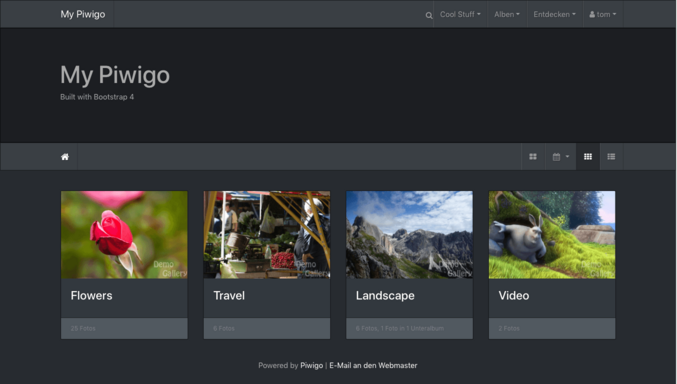 My Piwigo
Cool Stuff
Alben
Entdecken
tom
My Piwigo
Built with Bootstrap 4
Demo
Gallery
Demo
Gallery
Demo
Gallery
Demo
Gallery
Flowers
Travel
Landscape
Video
6 Fotos
6 Fotos, 1 Foto in 1 Unteralbum
2 Fotos
Powered by Piwigo | E-Mail an den Webmaster